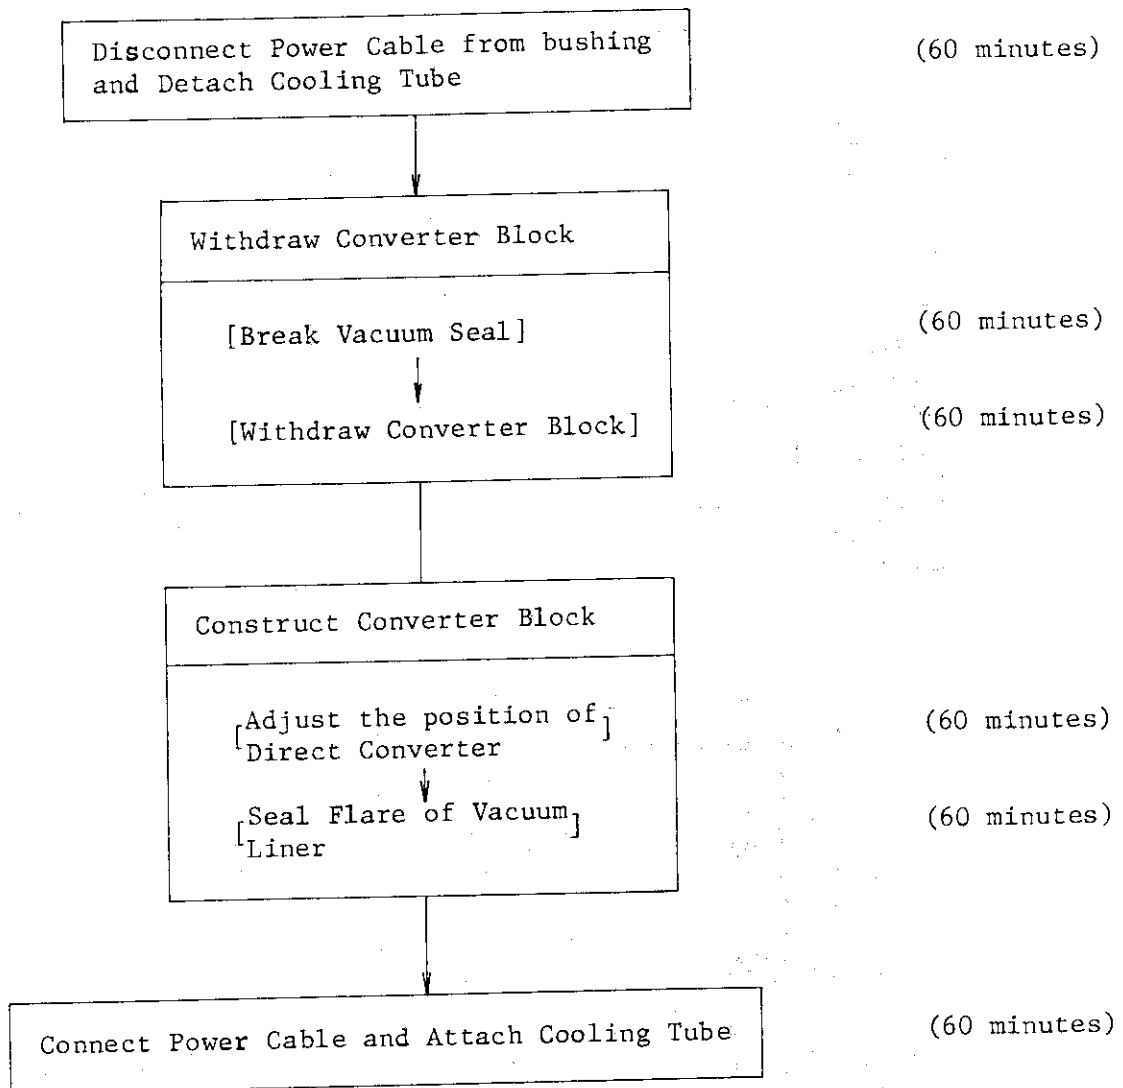 Disconnect Power Cable from bushing (60 minutes)
and Detach Cooling Tube
Withdraw Converter Block
[Break Vacuum Seal] (60 minutes)
[Withdraw Converter Block] (60 minutes)
Construct Converter Block
[Adjust the position of] (60 minutes)
Direct Converter
[Seal Flare of Vacuum] (60 minutes)
Liner
Connect Power Cable and Attach Cooling Tube (60 minutes)